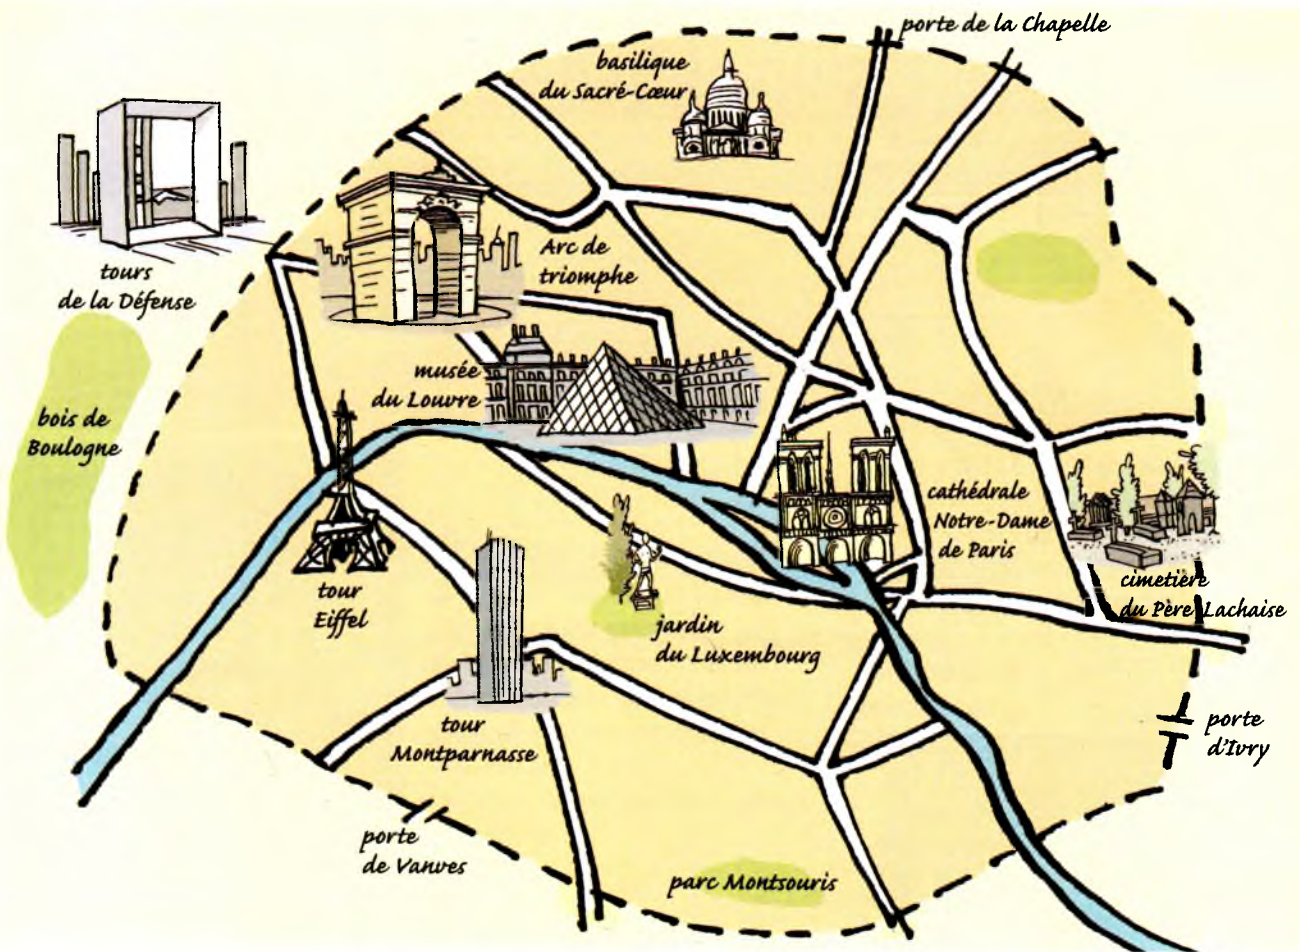 porte de la Chapelle
basilique
du Sacré-Cœur
Arc de
triomphe
tours
de la Défense
musée
du Louvre
bois de
Boulogne
cathédrale
Notre-Dame
de Paris
cimetière
du Père Lachaise
tour
Eiffel
jardin
du Luxembourg
tour
Montparnasse
porte
d'Ivry
porte
de Vanves
parc Montsouris